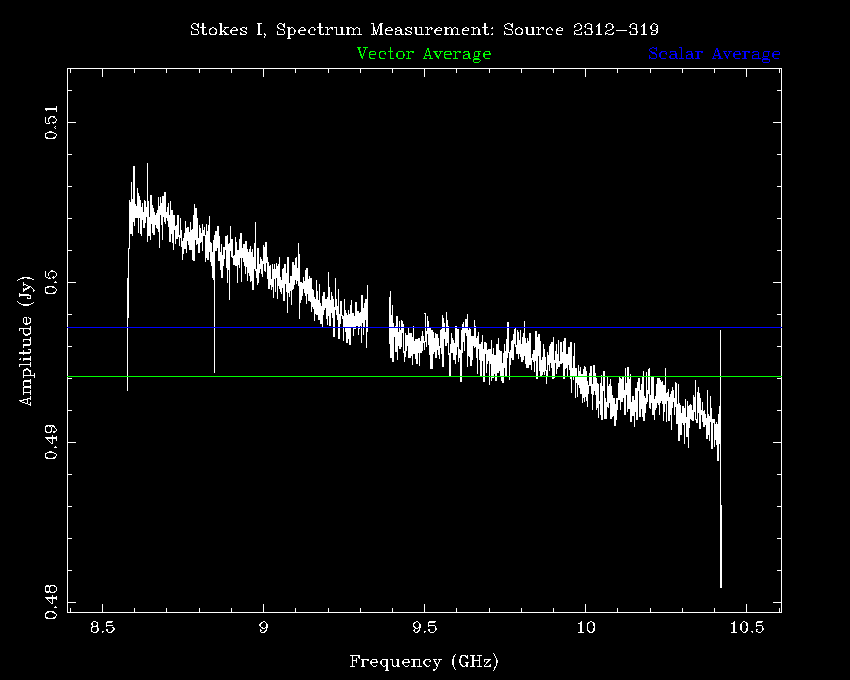 Stokes I, Spectrum Measurement: Source 2312−319
Vector Average
Scalar Average
0.51
0.5
0.49
0.48
Amplitude (Jy)
8.5 9 9.5 10 10.5
Frequency (GHz)